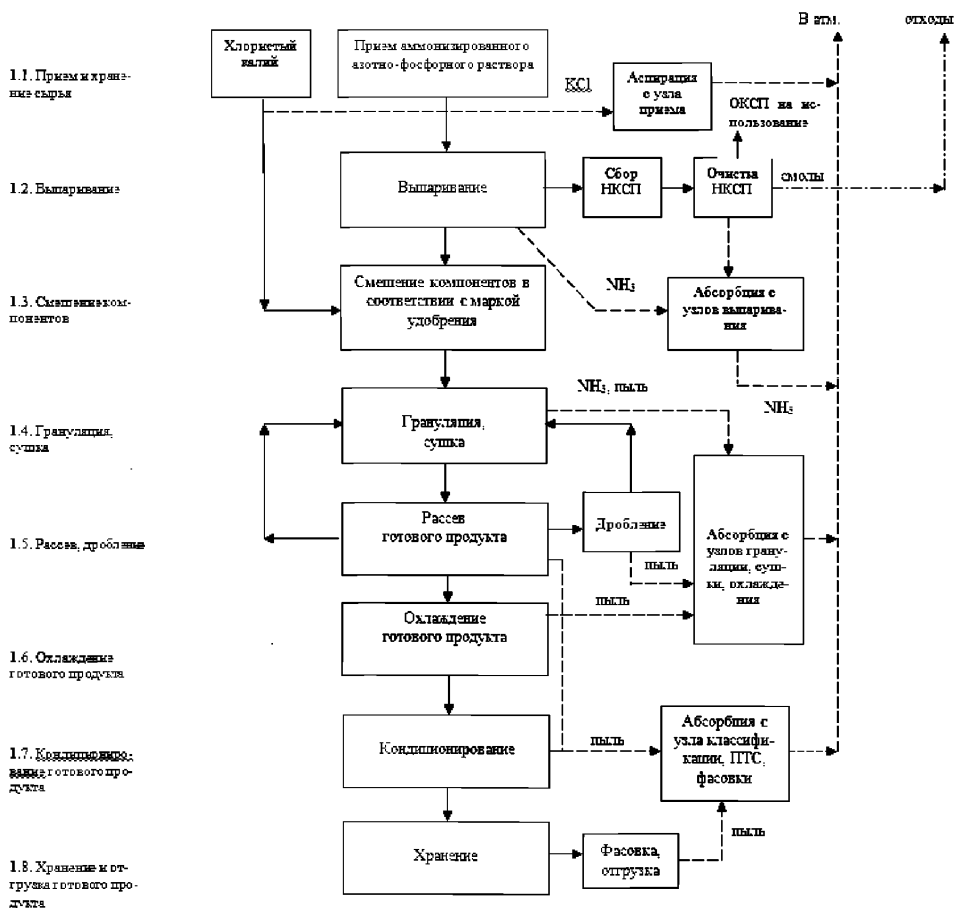 В атм.
отходы
Хлористый
калий
Прием аммонизированного
азотно-фосфорного раствора
1.1. Прием и хране-
ние сырья
KCl
Аспирация
с узла
приема
ОКСП на ис-
пользование
1.2. Выпаривание
Выпаривание
Сбор
НКСП
Очистка
НКСП
смолы
1.3. Смешение ком-
понентов
Смешение компонентов в
соответствии с маркой
удобрения
NH₃
Абсорбция с
узлов выпарива-
ния
NH₃, пыль
NH₃
1.4. Грануляция,
сушка
Грануляция,
сушка
1.5. Рассев, дробление
Рассев
готового продукта
Дробление
Абсорбция с
узлов грану-
ляции, суш-
ки, охлажде-
ния
пыль
пыль
Охлаждение
готового продукта
1.6. Охлаждение
готового продукта
1.7. Кондициониро-
вание готового про-
дукта
Кондиционирование
пыль
Абсорбция с
узла классифи-
кации, ПТС,
фасовки
пыль
1.8. Хранение и от-
грузка готового про-
дукта
Хранение
Фасовка,
отгрузка